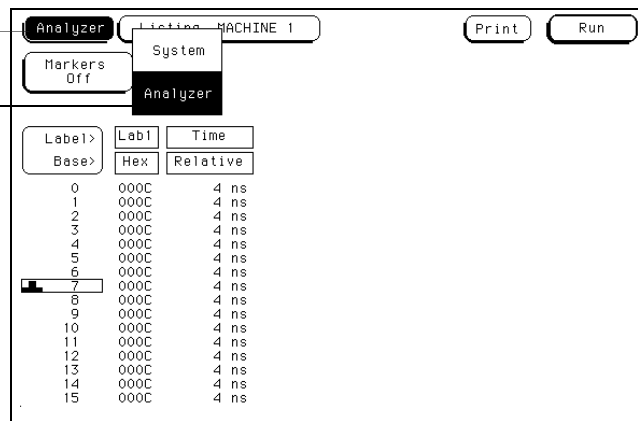 Analyzer Listing MACHINE 1 Print Run
System
Markers
Off
Analyzer
Label> Lab1 Time
Base> Hex Relative
0 000C 4 ns
1 000C 4 ns
2 000C 4 ns
3 000C 4 ns
4 000C 4 ns
5 000C 4 ns
6 000C 4 ns
7 000C 4 ns
8 000C 4 ns
9 000C 4 ns
10 000C 4 ns
11 000C 4 ns
12 000C 4 ns
13 000C 4 ns
14 000C 4 ns
15 000C 4 ns